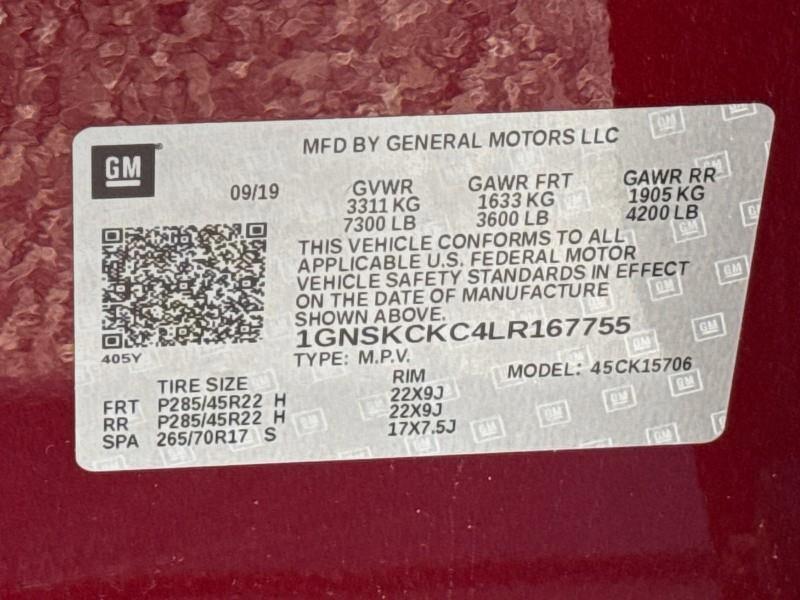 GM
MFD BY GENERAL MOTORS LLC
09/19
GVWR GAWR FRT GAWR RR
3311 KG 1633 KG 1905 KG
7300 LB 3600 LB 4200 LB
THIS VEHICLE CONFORMS TO ALL
APPLICABLE U.S. FEDERAL MOTOR
VEHICLE SAFETY STANDARDS IN EFFECT
ON THE DATE OF MANUFACTURE
SHOWN ABOVE.
1GNSKCKC4LR167755
405Y
TYPE: M.P.V. MODEL: 45CK15706
TIRE SIZE RIM
FRT P285/45R22 H 22X9J
RR P285/45R22 H 22X9J
SPA 265/70R17 S 17X7.5J